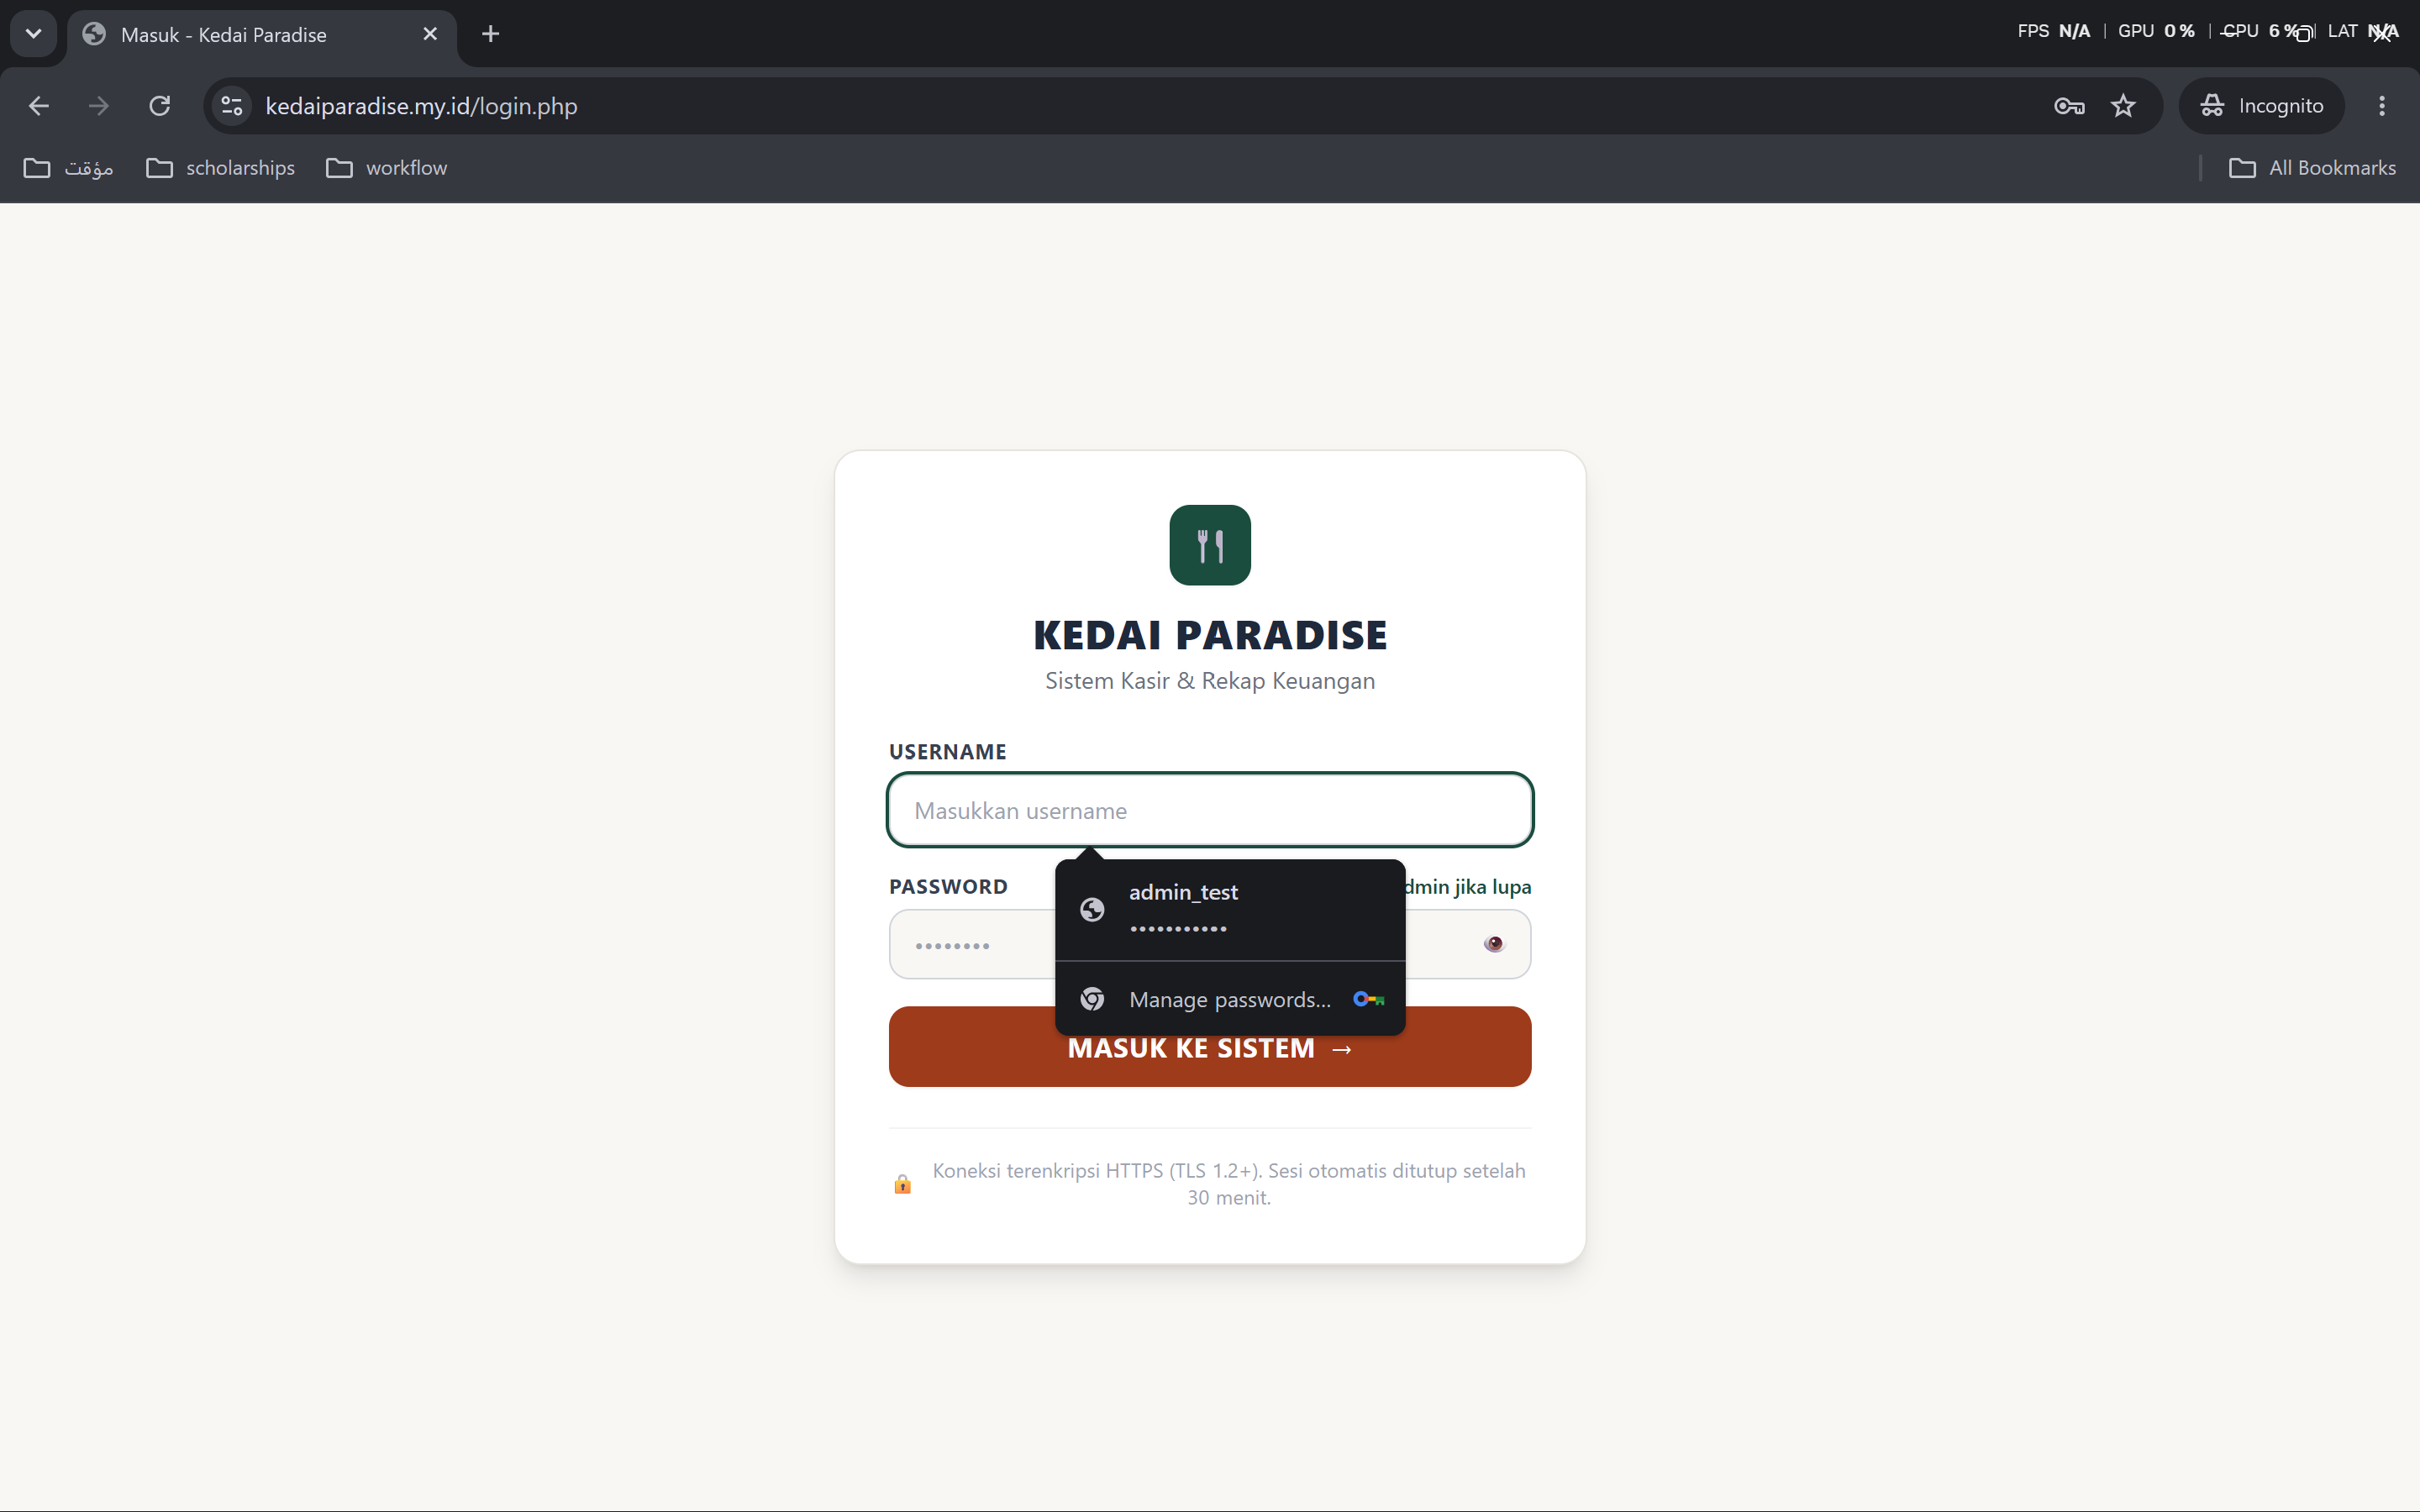 Masuk - Kedai Paradise
FPS N/A | GPU 0% | CPU 6% | LAT N/A
kedaiparadise.my.id/login.php
Incognito
مؤقت
scholarships
workflow
All Bookmarks
KEDAI PARADISE
Sistem Kasir & Rekap Keuangan
USERNAME
Masukkan username
PASSWORD
dmin jika lupa
admin_test
Manage passwords...
MASUK KE SISTEM →
Koneksi terenkripsi HTTPS (TLS 1.2+). Sesi otomatis ditutup setelah
30 menit.